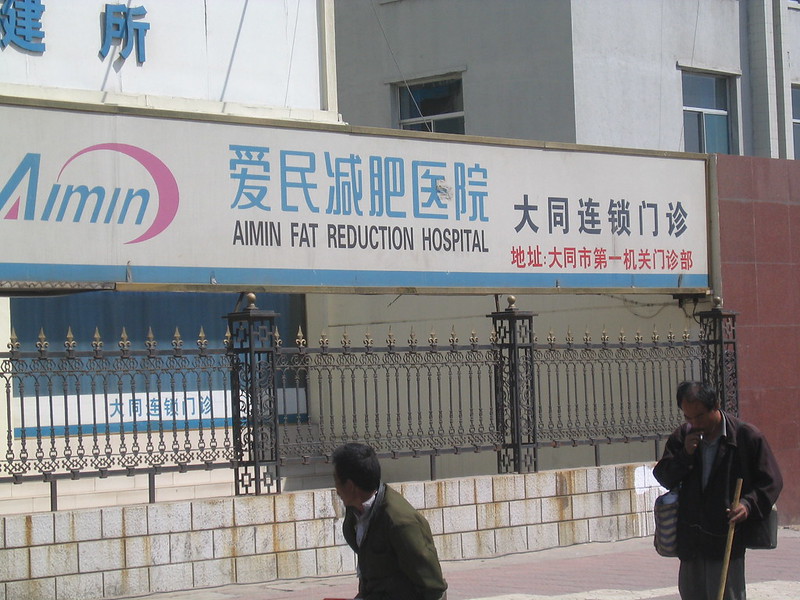 建所
Aimin
爱民减肥医院
AIMIN FAT REDUCTION HOSPITAL
大同连锁门诊
地址:大同市第一机关门诊部
大同连锁门诊